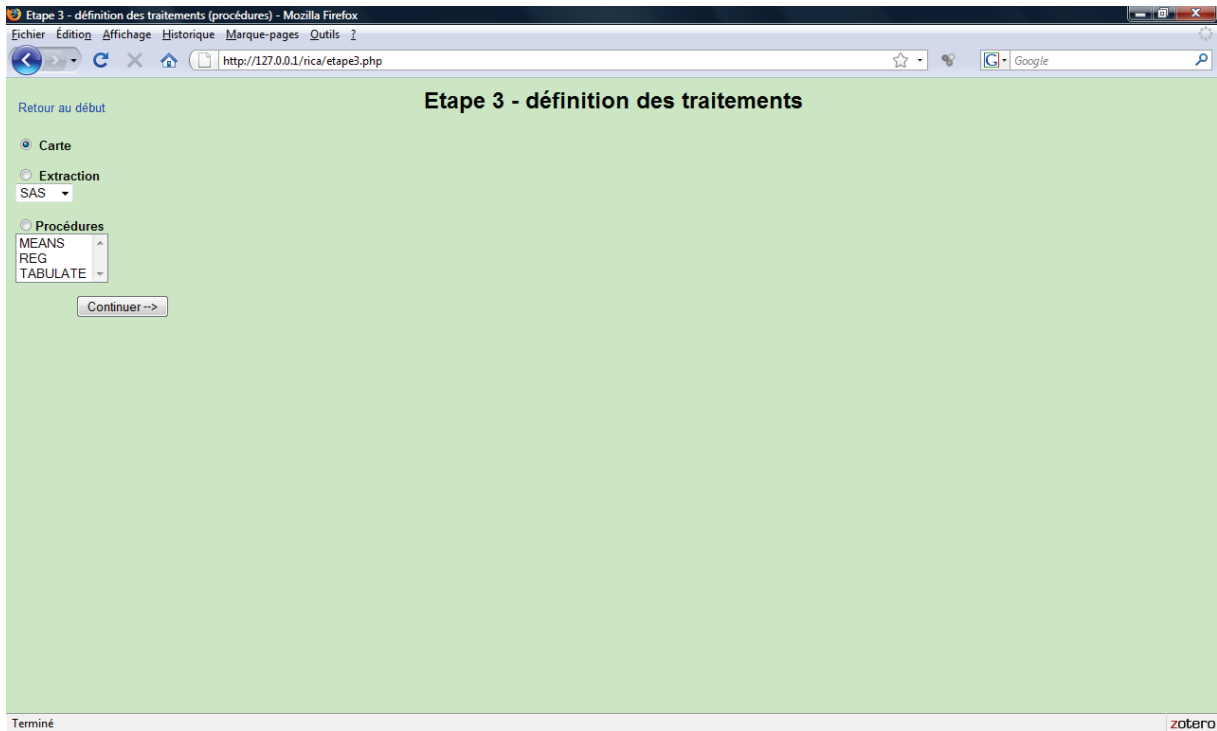 Etape 3 - définition des traitements (procédures) - Mozilla Firefox
Fichier Édition Affichage Historique Marque-pages Outils ?
http://127.0.0.1/rica/etape3.php
G Google
Retour au début
Etape 3 - définition des traitements
Carte
Extraction
SAS
Procédures
MEANS
REG
TABULATE
Continuer -->
Terminé
zotero